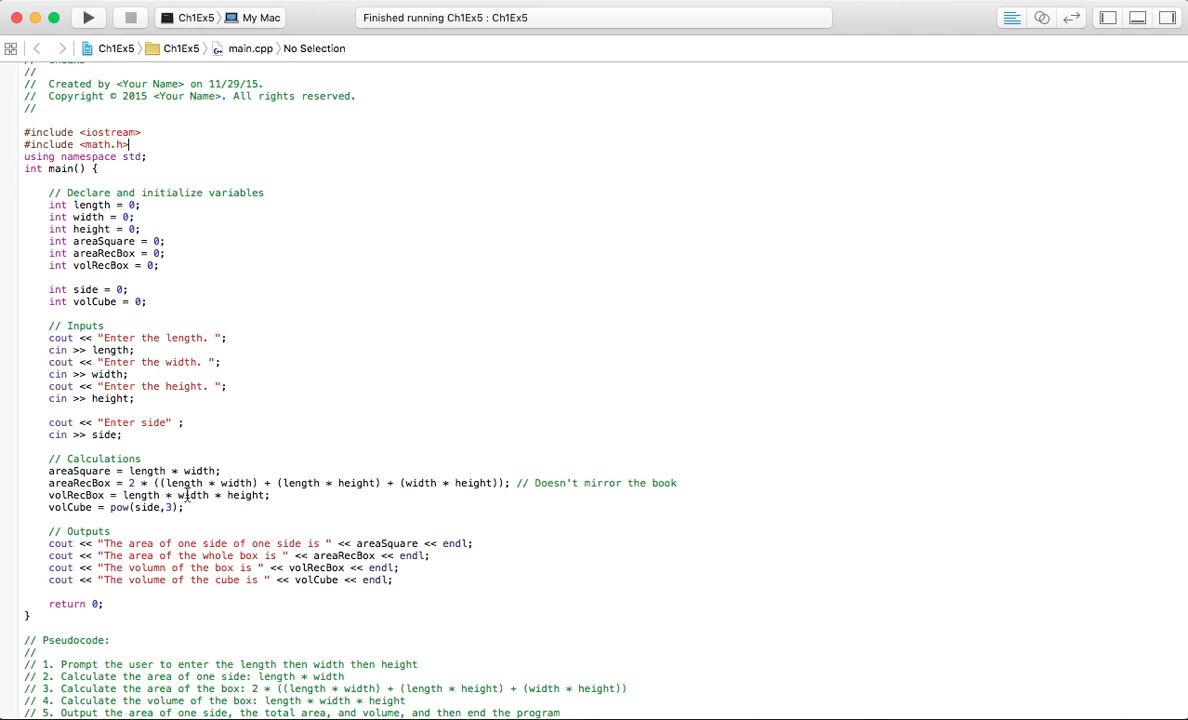 Ch1Ex5 My Mac Finished running Ch1Ex5 : Ch1Ex5
Ch1Ex5 Ch1Ex5 main.cpp No Selection
//
// Created by <Your Name> on 11/29/15.
// Copyright © 2015 <Your Name>. All rights reserved.
//
#include <iostream>
#include <math.h>
using namespace std;
int main() {
// Declare and initialize variables
int length = 0;
int width = 0;
int height = 0;
int areaSquare = 0;
int areaRecBox = 0;
int volRecBox = 0;
int side = 0;
int volCube = 0;
// Inputs
cout << "Enter the length. ";
cin >> length;
cout << "Enter the width. ";
cin >> width;
cout << "Enter the height. ";
cin >> height;
cout << "Enter side" ;
cin >> side;
// Calculations
areaSquare = length * width;
areaRecBox = 2 * ((length * width) + (length * height) + (width * height)); // Doesn't mirror the book
volRecBox = length * width * height;
volCube = pow(side,3);
// Outputs
cout << "The area of one side of one side is " << areaSquare << endl;
cout << "The area of the whole box is " << areaRecBox << endl;
cout << "The volumn of the box is " << volRecBox << endl;
cout << "The volume of the cube is " << volCube << endl;
return 0;
}
// Pseudocode:
//
// 1. Prompt the user to enter the length then width then height
// 2. Calculate the area of one side: length * width
// 3. Calculate the area of the box: 2 * ((length * width) + (length * height) + (width * height))
// 4. Calculate the volume of the box: length * width * height
// 5. Output the area of one side, the total area, and volume, and then end the program